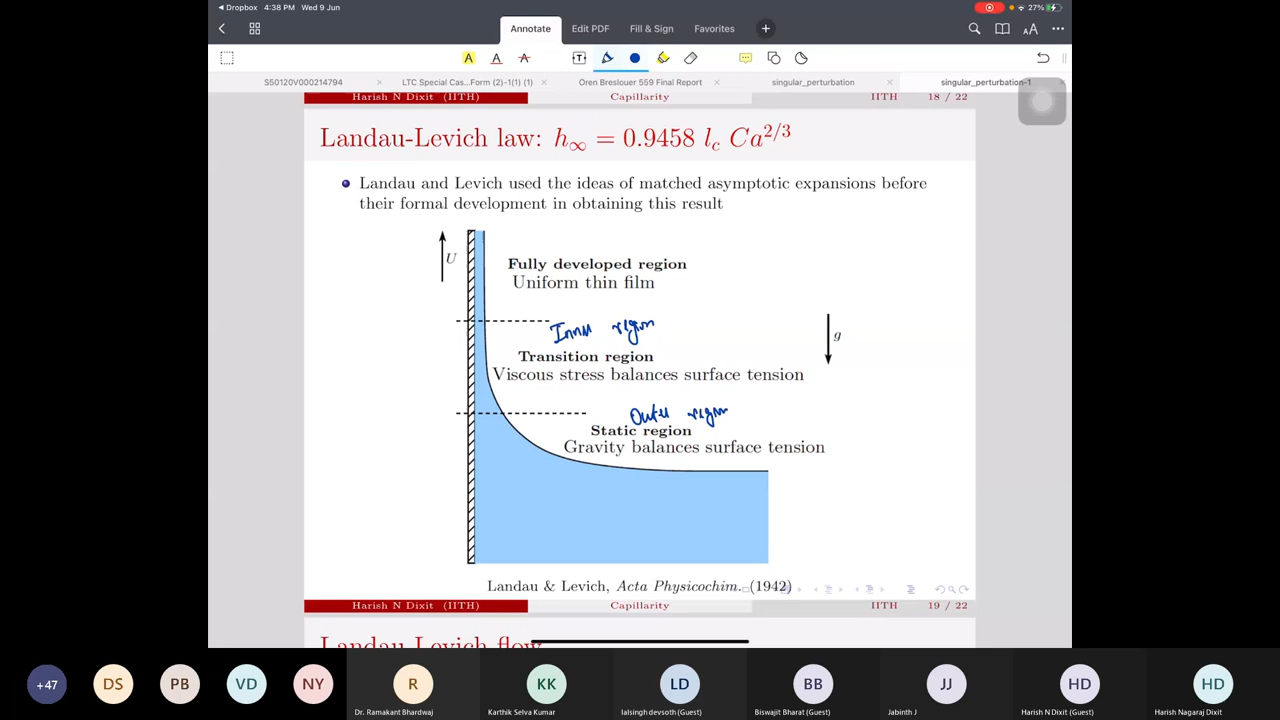 Dropbox 4:38 PM Wed 9 Jun 27%
Annotate Edit PDF Fill & Sign Favorites
S50120V000214794 LTC Special Cas...Form (2)-1(1) (1) Oren Breslouer 559 Final Report singular_perturbation singular_perturbation-1
Harish N Dixit (IITH) Capillarity IITH 18 / 22
Landau-Levich law: h∞ = 0.9458 lc Ca^2/3
Landau and Levich used the ideas of matched asymptotic expansions before
their formal development in obtaining this result
U
Fully developed region
Uniform thin film
Inner region
g
Transition region
Viscous stress balances surface tension
Outer region
Static region
Gravity balances surface tension
Landau & Levich, Acta Physicochim. (1942)
Harish N Dixit (IITH) Capillarity IITH 19 / 22
Landau Levich flow
+47 DS PB VD NY R KK LD BB JJ HD HD
Dr. Ramakant Bhardwaj Karthik Selva Kumar lalsingh devsoth (Guest) Biswajit Bharat (Guest) Jabinth J Harish N Dixit (Guest) Harish Nagaraj Dixit